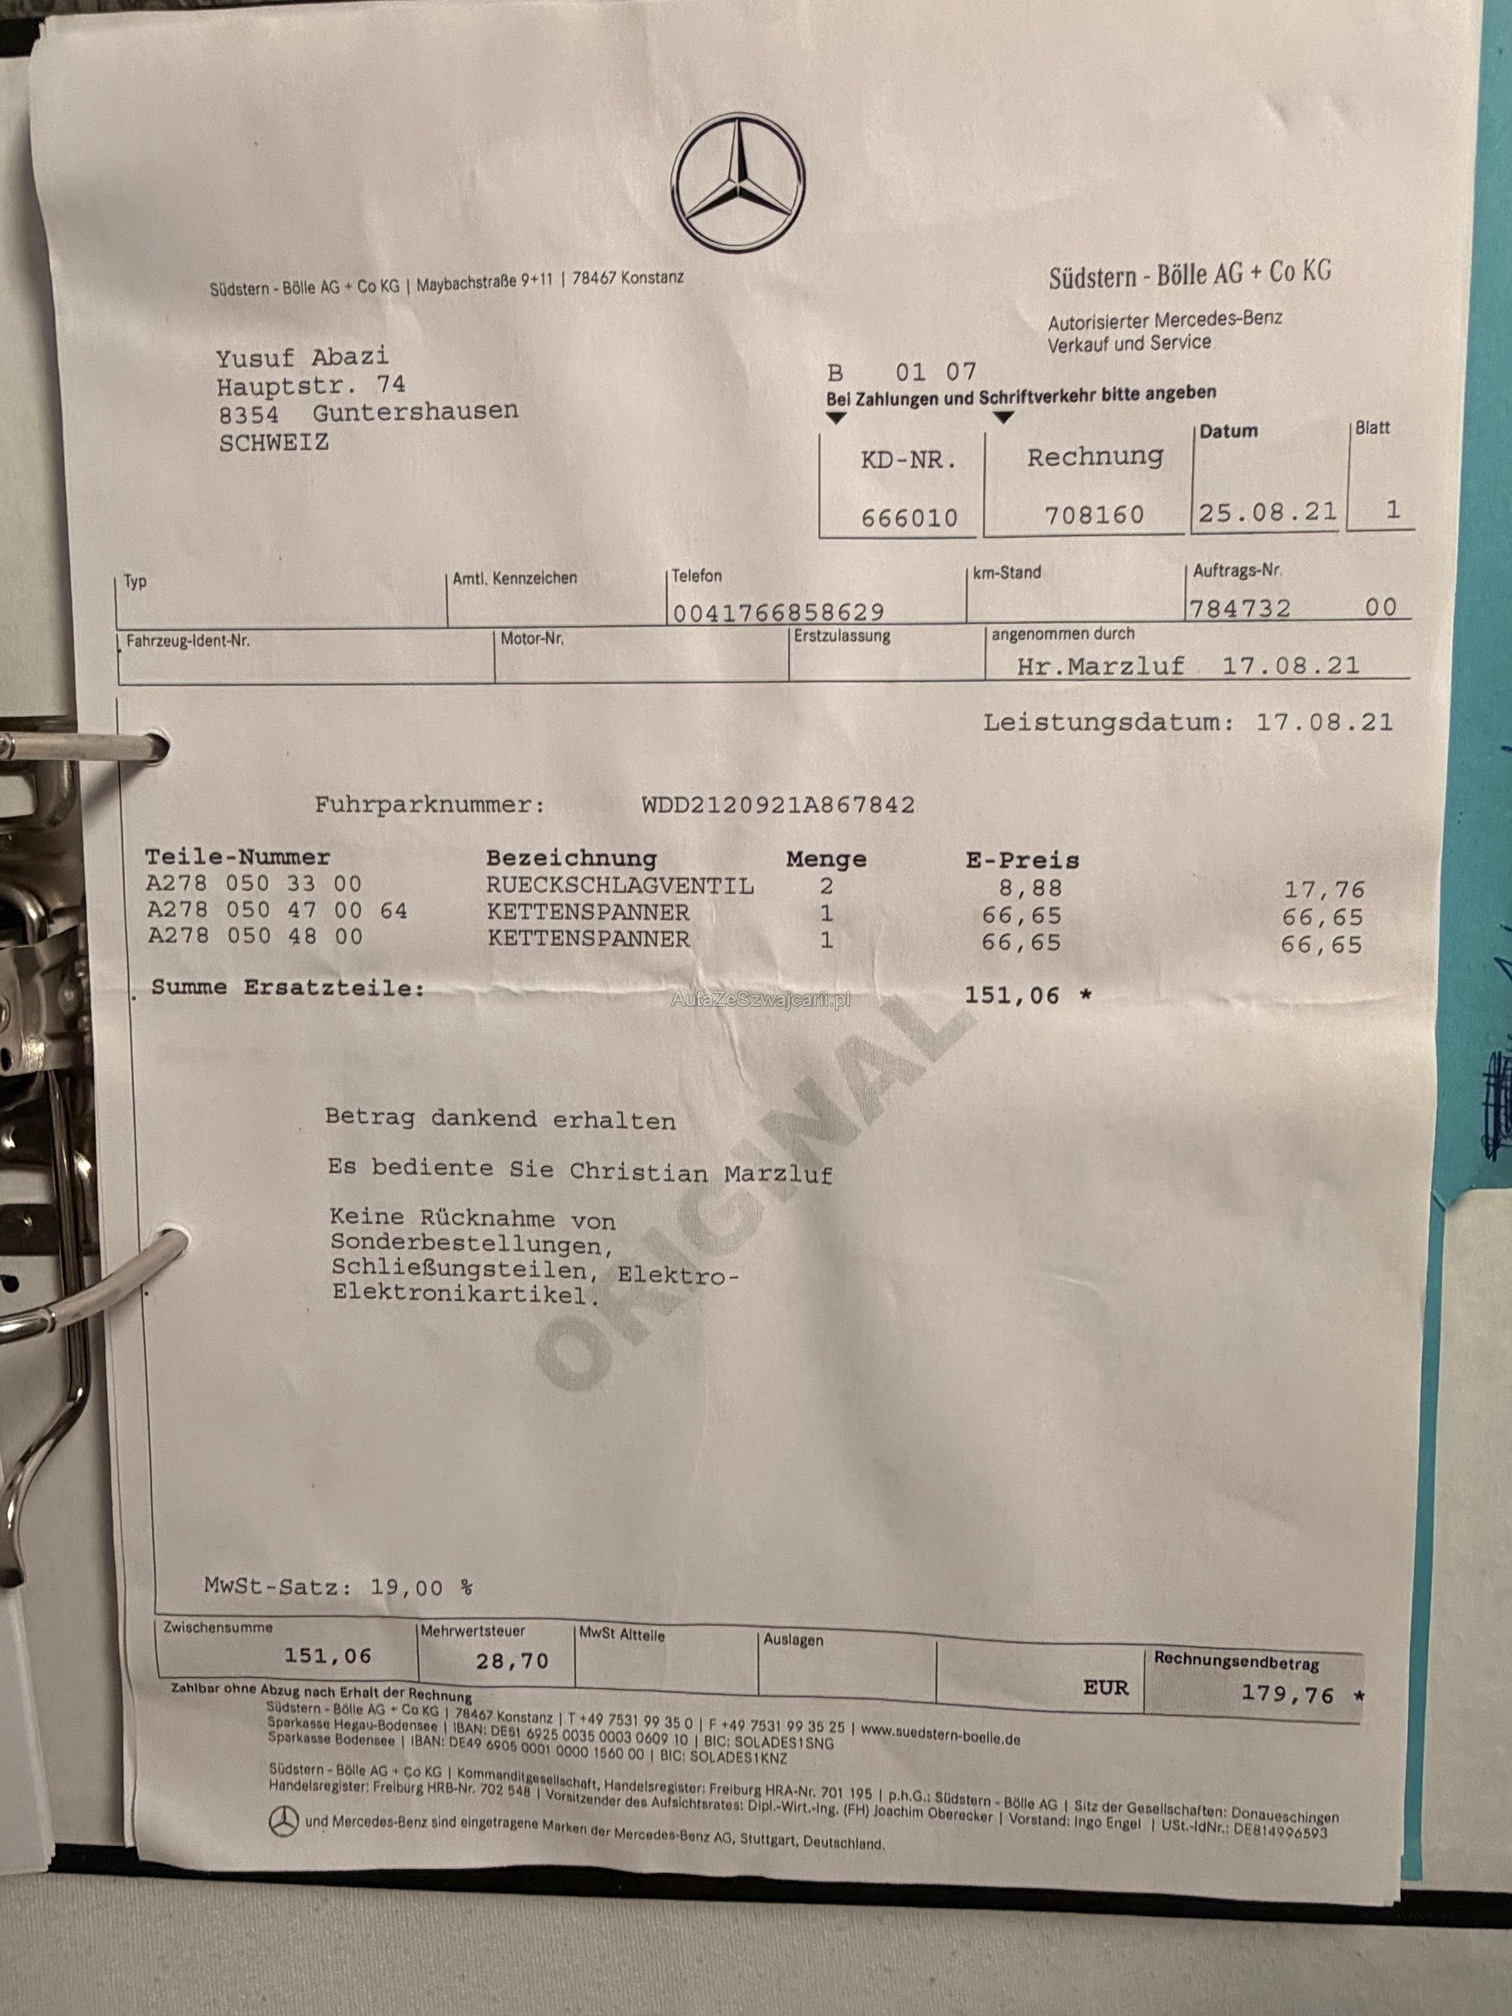 Südstern - Bölle AG + Co KG | Maybachstraße 9+11 | 78467 Konstanz
Südstern - Bölle AG + Co KG
Autorisierter Mercedes-Benz
Verkauf und Service
Yusuf Abazi
Hauptstr. 74
8354 Guntershausen
SCHWEIZ
B 01 07
Bei Zahlungen und Schriftverkehr bitte angeben
KD-NR. Rechnung Datum Blatt
666010 708160 25.08.21 1
Typ Amtl. Kennzeichen Telefon km-Stand Auftrags-Nr.
0041766858629 784732 00
Fahrzeug-Ident-Nr. Motor-Nr. Erstzulassung angenommen durch
Hr.Marzluf 17.08.21
Leistungsdatum: 17.08.21
Fuhrparknummer: WDD2120921A867842
Teile-Nummer Bezeichnung Menge E-Preis
A278 050 33 00 RUECKSCHLAGVENTIL 2 8,88 17,76
A278 050 47 00 64 KETTENSPANNER 1 66,65 66,65
A278 050 48 00 KETTENSPANNER 1 66,65 66,65
Summe Ersatzteile: 151,06 *
AutaZeSzwajcarii.pl
ORIGINAL
Betrag dankend erhalten
Es bediente Sie Christian Marzluf
Keine Rücknahme von
Sonderbestellungen,
Schließungsteilen, Elektro-
Elektronikartikel.
MwSt-Satz: 19,00 %
Zwischensumme Mehrwertsteuer MwSt Altteile Auslagen Rechnungsendbetrag
151,06 28,70 EUR 179,76 *
Zahlbar ohne Abzug nach Erhalt der Rechnung
Südstern - Bölle AG + Co KG | 78467 Konstanz | T +49 7531 99 35 0 | F +49 7531 99 35 25 | www.suedstern-boelle.de
Sparkasse Hegau-Bodensee | IBAN: DE51 6925 0035 0003 0609 10 | BIC: SOLADES1SNG
Sparkasse Bodensee | IBAN: DE49 6905 0001 0000 1560 00 | BIC: SOLADES1KNZ
Südstern - Bölle AG + Co KG | Kommanditgesellschaft, Handelsregister: Freiburg HRA-Nr. 701 195 | p.h.G.: Südstern - Bölle AG | Sitz der Gesellschaften: Donaueschingen
Handelsregister: Freiburg HRB-Nr. 702 548 | Vorsitzender des Aufsichtsrates: Dipl.-Wirt.-Ing. (FH) Joachim Oberecker | Vorstand: Ingo Engel | USt.-IdNr.: DE814996593
und Mercedes-Benz sind eingetragene Marken der Mercedes-Benz AG, Stuttgart, Deutschland.